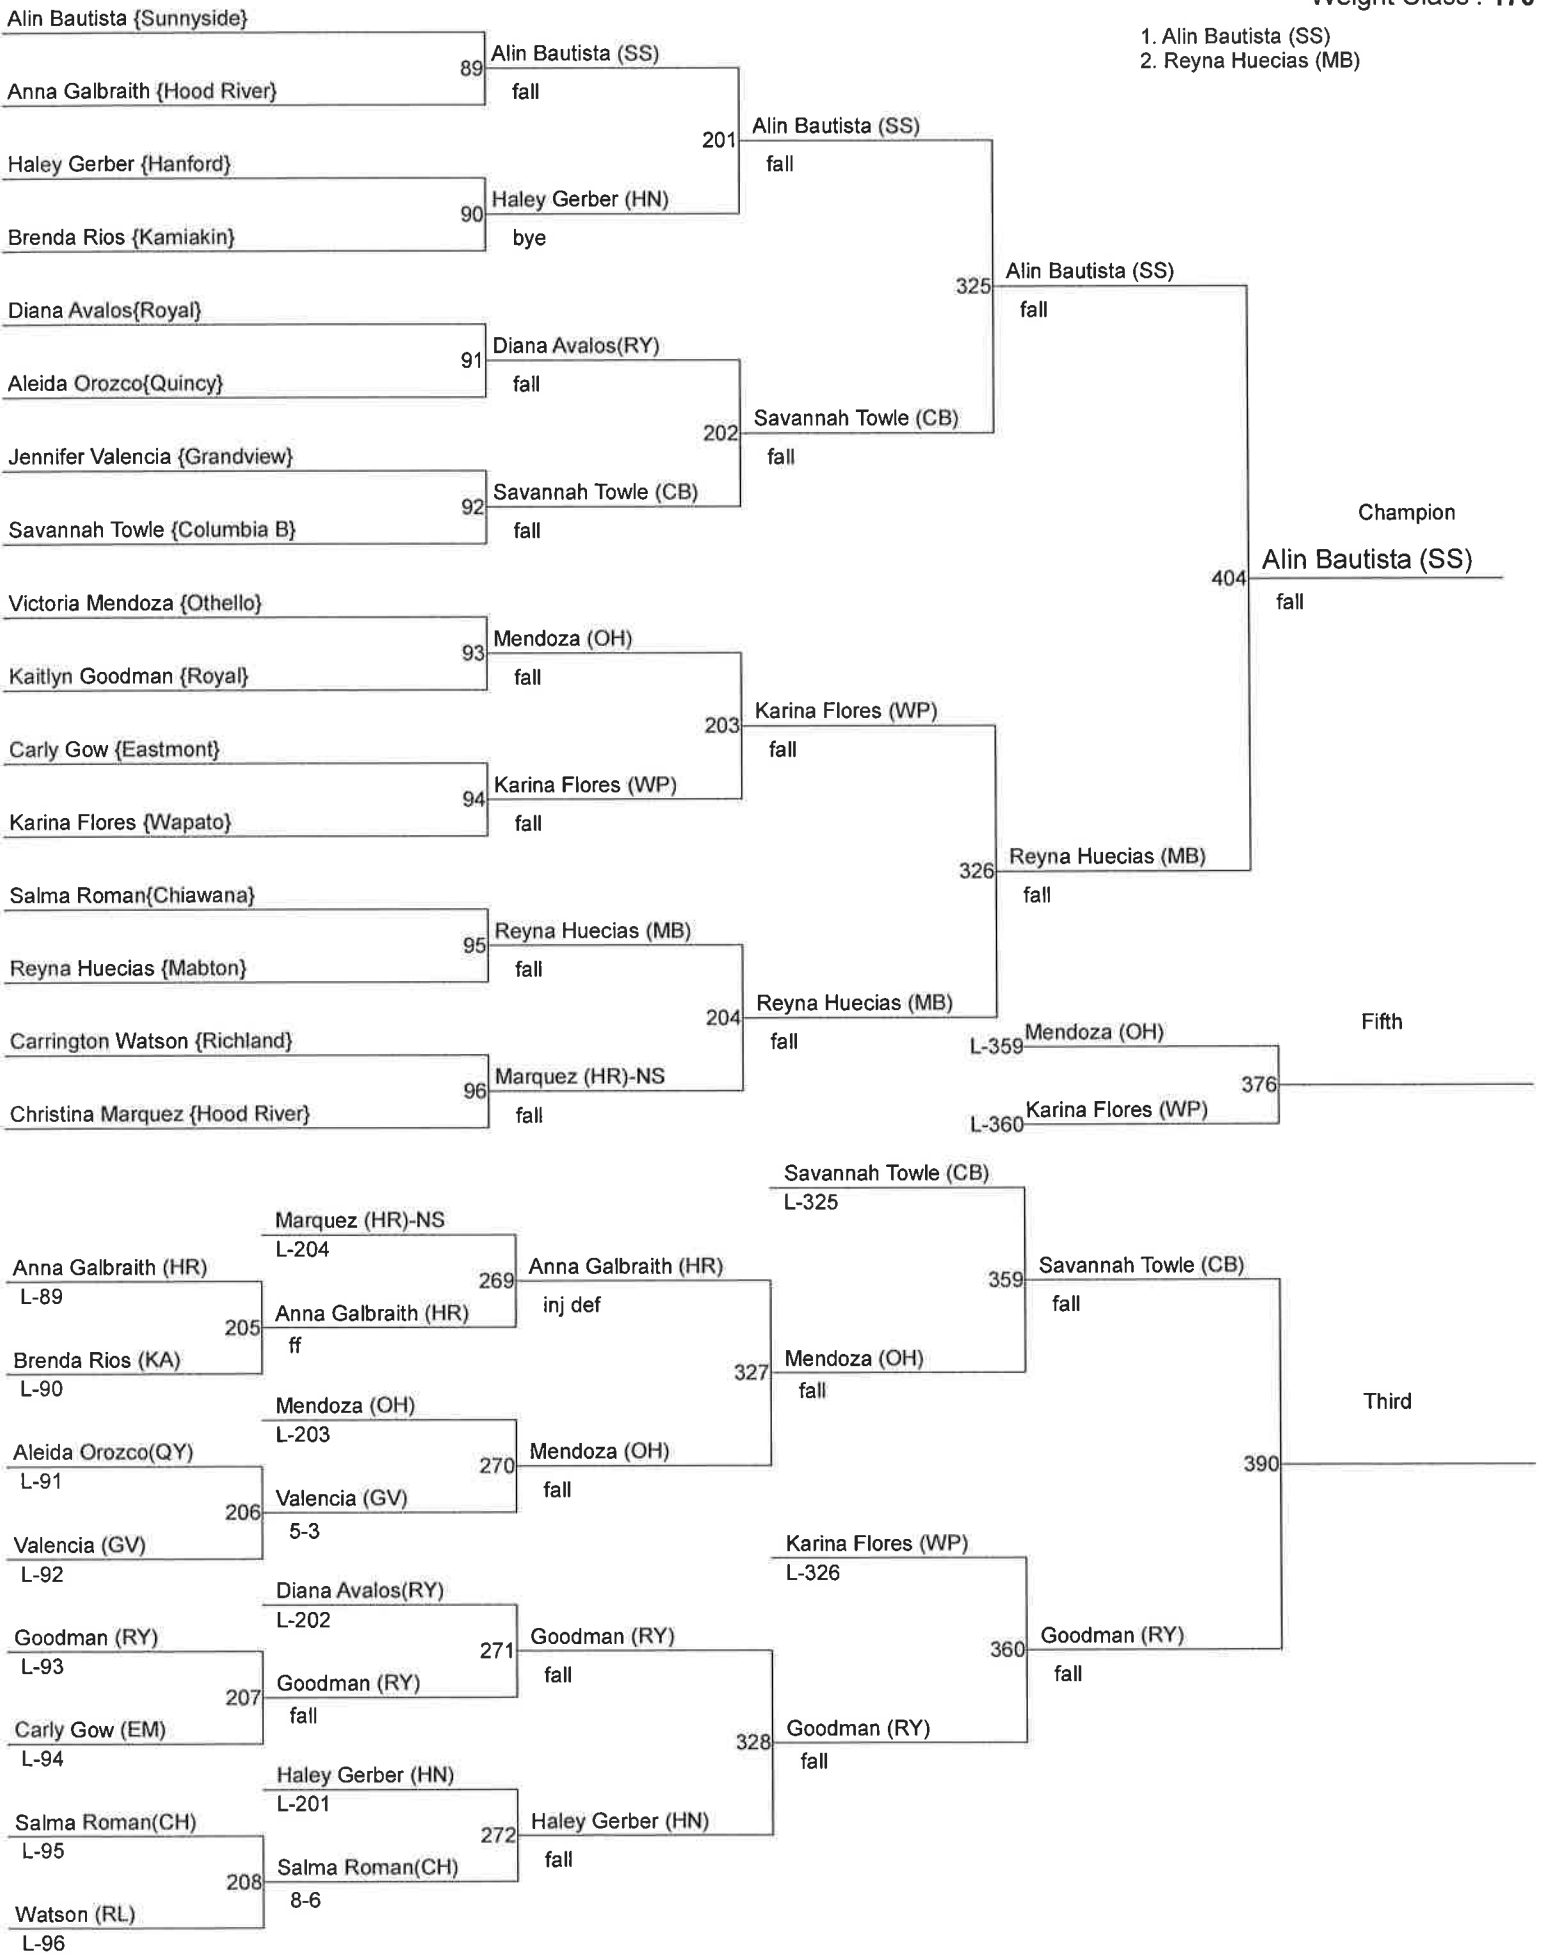 Alin Bautista {Sunnyside}
Anna Galbraith {Hood River}
Haley Gerber {Hanford}
Brenda Rios {Kamiakin}
Diana Avalos{Royal}
Aleida Orozco{Quincy}
Jennifer Valencia {Grandview}
Savannah Towle {Columbia B}
Victoria Mendoza {Othello}
Kaitlyn Goodman {Royal}
Carly Gow {Eastmont}
Karina Flores {Wapato}
Salma Roman{Chiawana}
Reyna Huecias {Mabton}
Carrington Watson {Richland}
Christina Marquez {Hood River}
89 Alin Bautista (SS)
fall
90 Haley Gerber (HN)
bye
91 Diana Avalos(RY)
fall
92 Savannah Towle (CB)
fall
93 Mendoza (OH)
fall
94 Karina Flores (WP)
fall
95 Reyna Huecias (MB)
fall
96 Marquez (HR)-NS
fall
201 Alin Bautista (SS)
fall
202 Savannah Towle (CB)
fall
203 Karina Flores (WP)
fall
204 Reyna Huecias (MB)
fall
325 Alin Bautista (SS)
fall
326 Reyna Huecias (MB)
fall
Weight Class :
1. Alin Bautista (SS)
2. Reyna Huecias (MB)
Champion
404 Alin Bautista (SS)
fall
Fifth
L-359 Mendoza (OH)
376
L-360 Karina Flores (WP)
Anna Galbraith (HR)
L-89
205
Brenda Rios (KA)
L-90
Aleida Orozco(QY)
L-91
206
Valencia (GV)
L-92
Goodman (RY)
L-93
207
Carly Gow (EM)
L-94
Salma Roman(CH)
L-95
208
Watson (RL)
L-96
Marquez (HR)-NS
L-204
269
Anna Galbraith (HR)
ff
Mendoza (OH)
L-203
270
Valencia (GV)
5-3
Diana Avalos(RY)
L-202
271
Goodman (RY)
fall
Haley Gerber (HN)
L-201
272
Salma Roman(CH)
8-6
Anna Galbraith (HR)
inj def
327
Mendoza (OH)
fall
Goodman (RY)
fall
328
Haley Gerber (HN)
fall
Savannah Towle (CB)
L-325
359
Mendoza (OH)
fall
Karina Flores (WP)
L-326
360
Goodman (RY)
fall
Savannah Towle (CB)
fall
Third
390
Goodman (RY)
fall